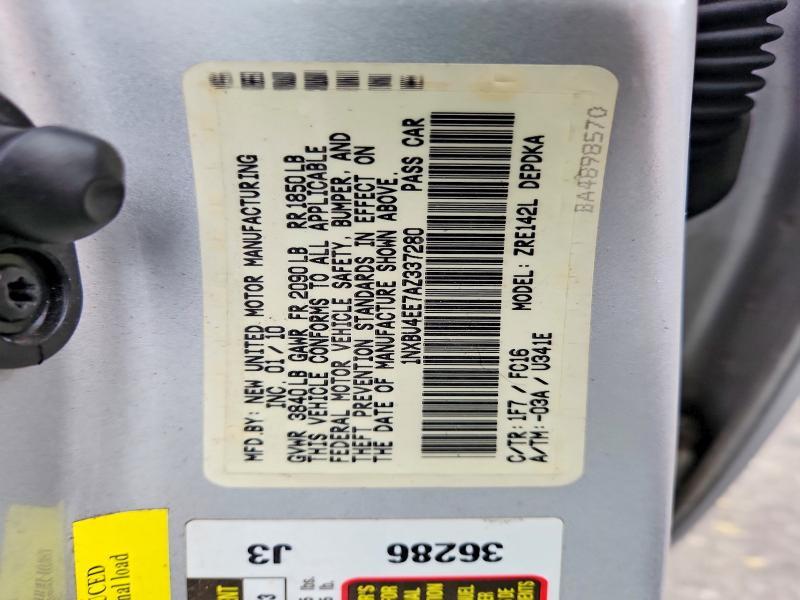 MFD.BY: NEW UNITED MOTOR MANUFACTURING
INC. 01/10
GVWR 3840LB GAWR FR 2090LB RR 1850LB
THIS VEHICLE CONFORMS TO ALL APPLICABLE
FEDERAL MOTOR VEHICLE SAFETY, BUMPER, AND
THEFT PREVENTION STANDARDS IN EFFECT ON
THE DATE OF MANUFACTURE SHOWN ABOVE.
1NXBU4EE7AZ337280 PASS CAR
C/TR: 1F7 / FC16 MODEL: ZRE142L DEPDKA
A/TM: -03A / U341E
BA4898570
J3 36286
nal load